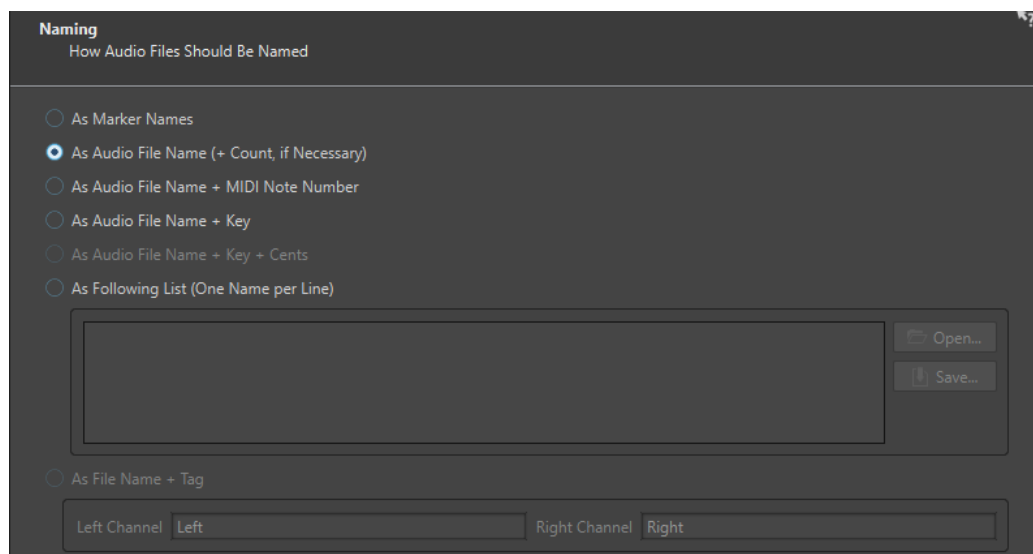 Naming
How Audio Files Should Be Named
As Marker Names
As Audio File Name (+ Count, if Necessary)
As Audio File Name + MIDI Note Number
As Audio File Name + Key
As Audio File Name + Key + Cents
As Following List (One Name per Line)
Open...
Save...
As File Name + Tag
Left Channel Left Right Channel Right